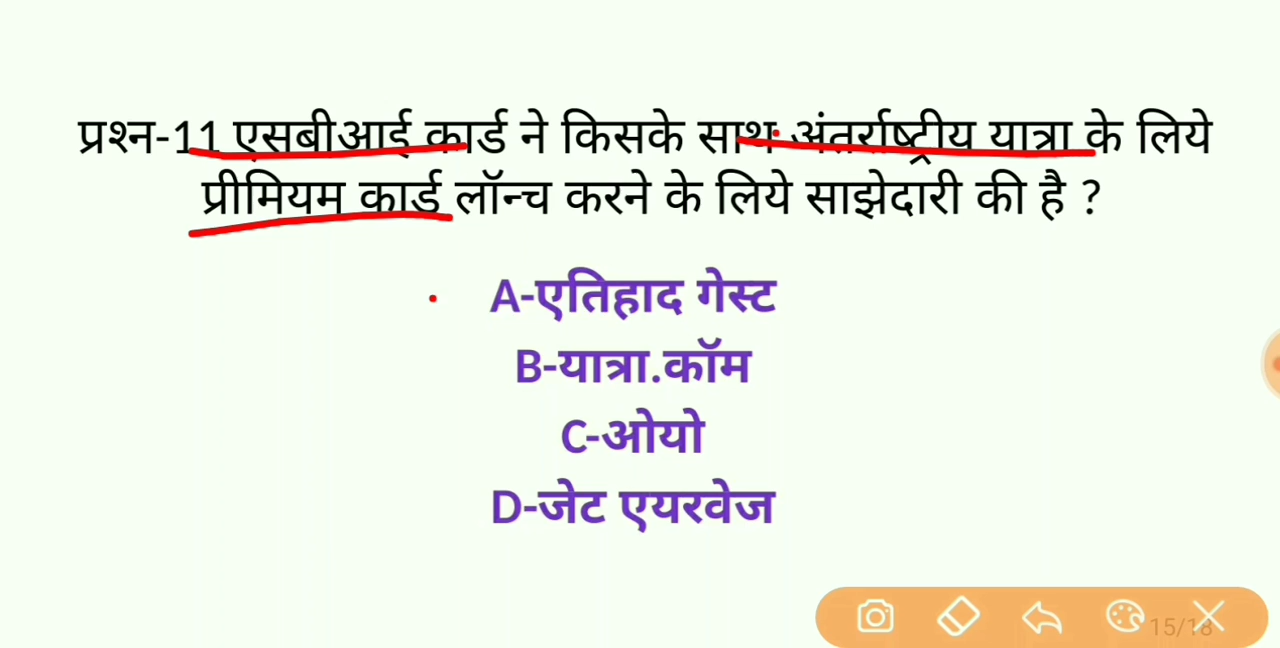 प्रश्न-11 एसबीआई कार्ड ने किसके साथ अंतर्राष्ट्रीय यात्रा के लिये
प्रीमियम कार्ड लॉन्च करने के लिये साझेदारी की है ?
A-एतिहाद गेस्ट
B-यात्रा.कॉम
C-ओयो
D-जेट एयरवेज
15/18